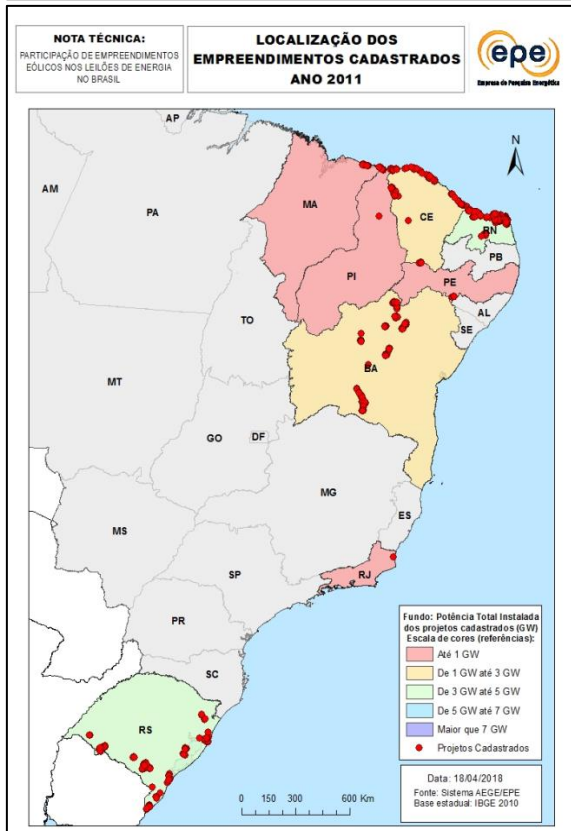 NOTA TÉCNICA:
PARTICIPAÇÃO DE EMPREENDIMENTOS
EÓLICOS NOS LEILÕES DE ENERGIA
NO BRASIL
LOCALIZAÇÃO DOS
EMPREENDIMENTOS CADASTRADOS
ANO 2011
epe
Empresa de Pesquisa Energética
N
AP
AM
PA
MA
CE
RN
PB
PI
PE
AL
SE
TO
BA
MT
GO
DF
MG
ES
MS
SP
RJ
PR
SC
RS
Fundo: Potência Total Instalada
dos projetos cadastrados (GW)
Escala de cores (referências):
Até 1 GW
De 1 GW até 3 GW
De 3 GW até 5 GW
De 5 GW até 7 GW
Maior que 7 GW
Projetos Cadastrados
Data: 18/04/2018
Fonte: Sistema AEGE/EPE
Base estadual: IBGE 2010
0 150 300 600 Km